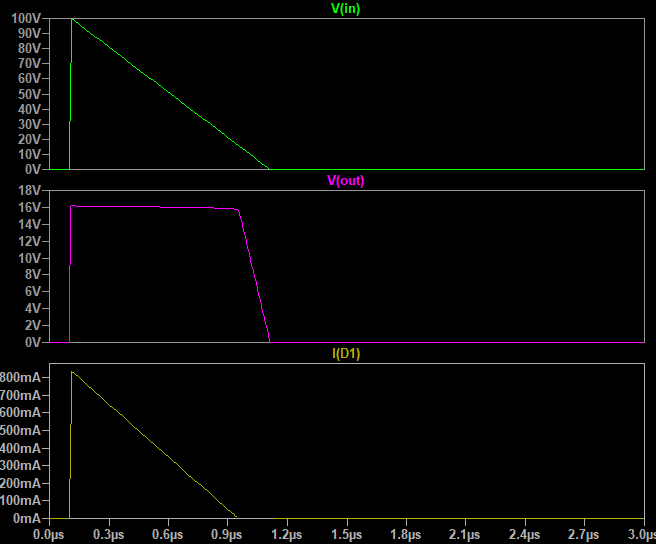 V(in)
100V
90V
80V
70V
60V
50V
40V
30V
20V
10V
0V
V(out)
18V
16V
14V
12V
10V
8V
6V
4V
2V
0V
I(D1)
800mA
700mA
600mA
500mA
400mA
300mA
200mA
100mA
0mA
0.0µs 0.3µs 0.6µs 0.9µs 1.2µs 1.5µs 1.8µs 2.1µs 2.4µs 2.7µs 3.0µs